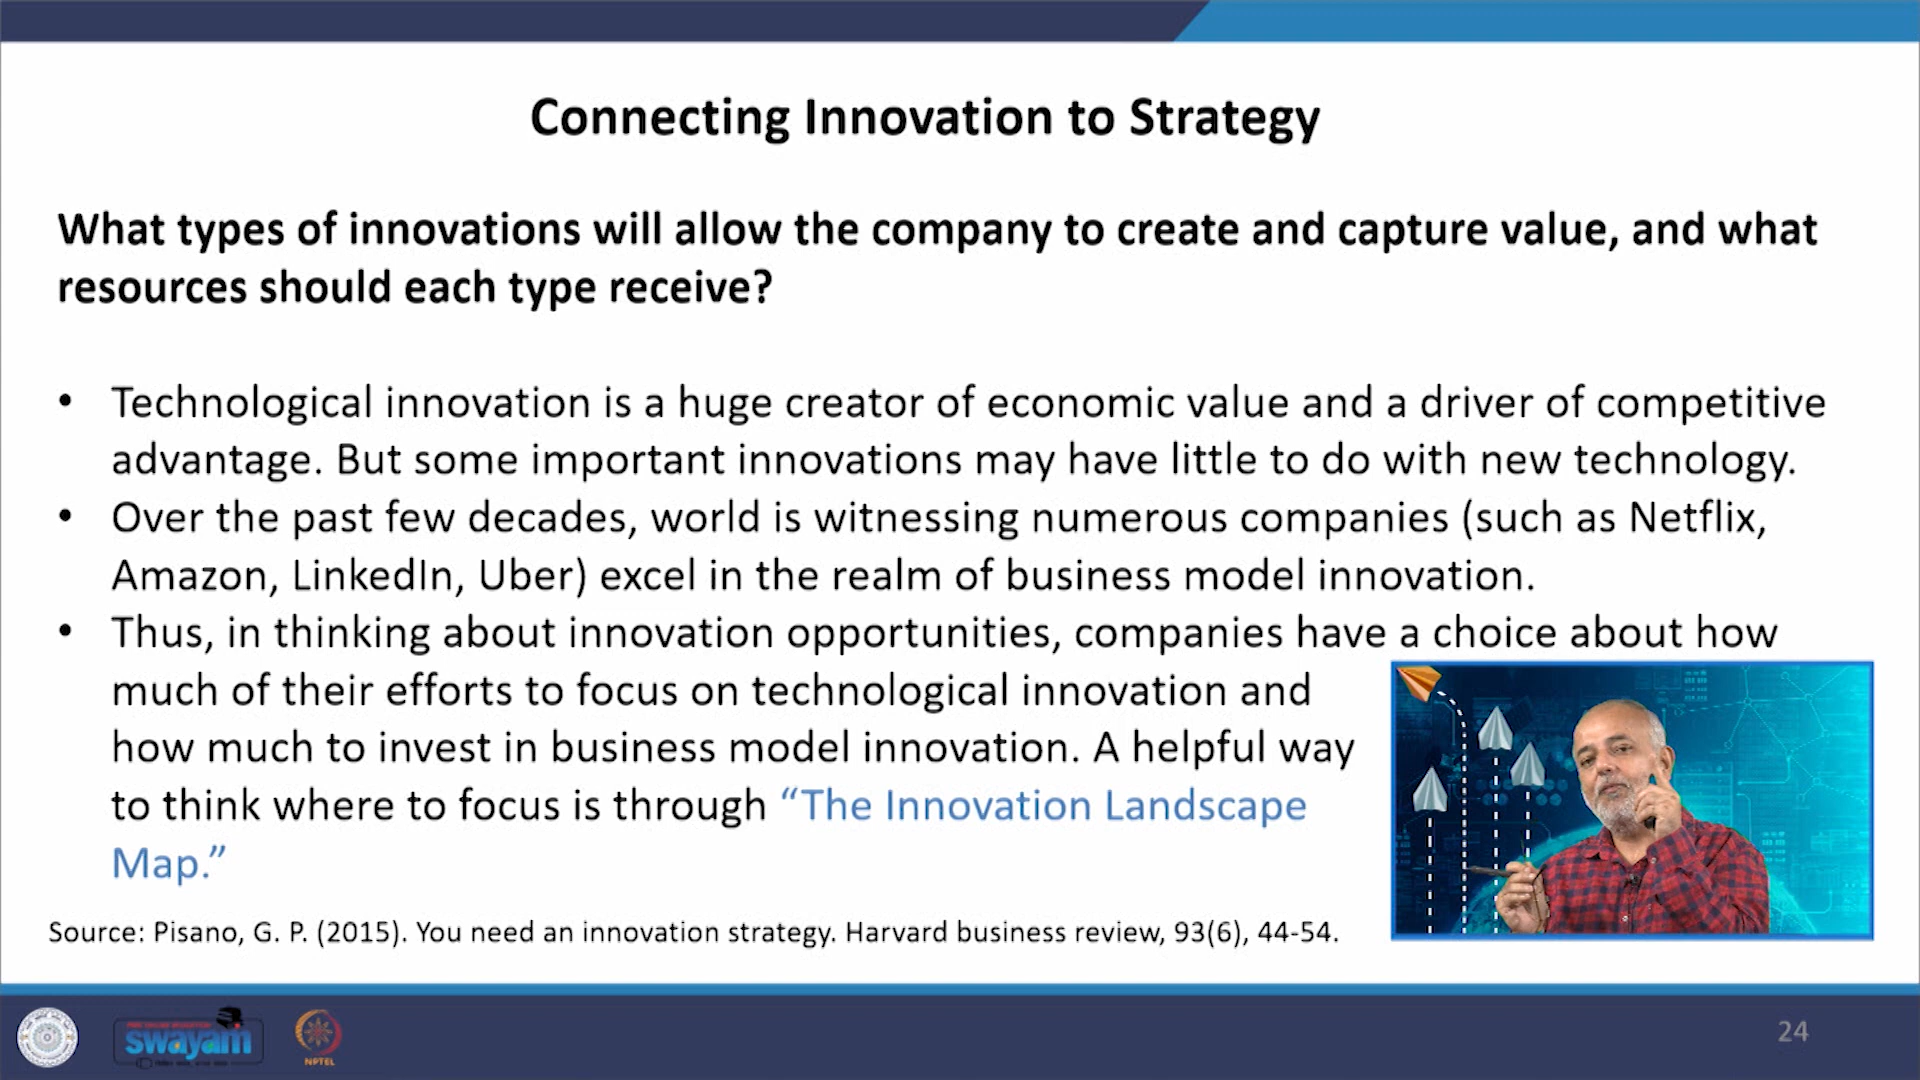 Connecting Innovation to Strategy
What types of innovations will allow the company to create and capture value, and what
resources should each type receive?
• Technological innovation is a huge creator of economic value and a driver of competitive
advantage. But some important innovations may have little to do with new technology.
• Over the past few decades, world is witnessing numerous companies (such as Netflix,
Amazon, LinkedIn, Uber) excel in the realm of business model innovation.
• Thus, in thinking about innovation opportunities, companies have a choice about how
much of their efforts to focus on technological innovation and
how much to invest in business model innovation. A helpful way
to think where to focus is through “The Innovation Landscape
Map.”
Source: Pisano, G. P. (2015). You need an innovation strategy. Harvard business review, 93(6), 44-54.
swayam
NPTEL
24